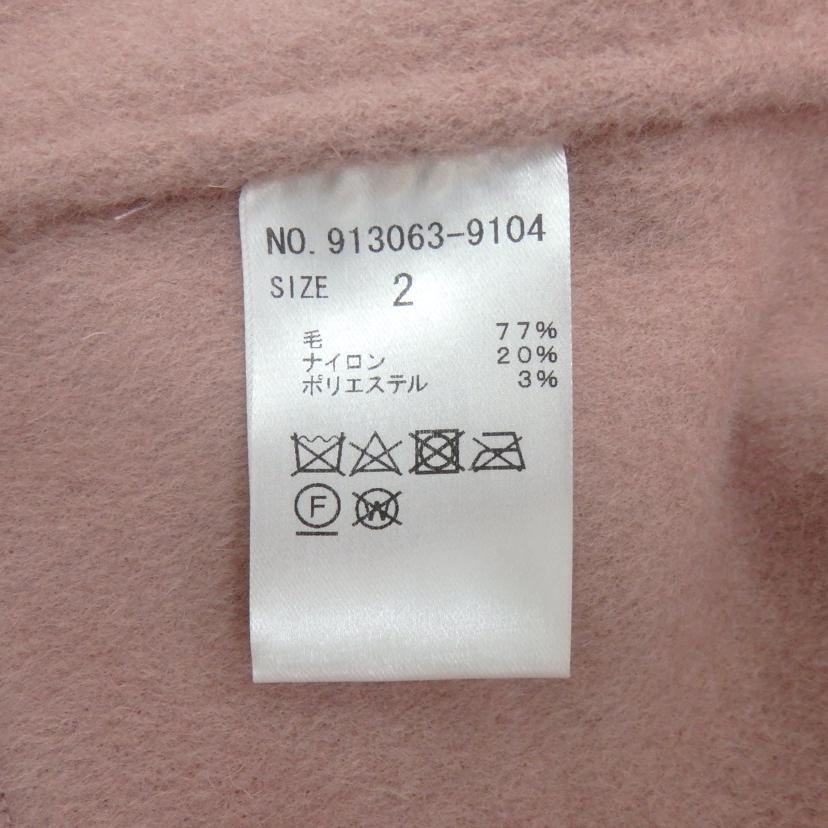 NO. 913063-9104
SIZE 2
毛 77%
ナイロン 20%
ポリエステル 3%
F W